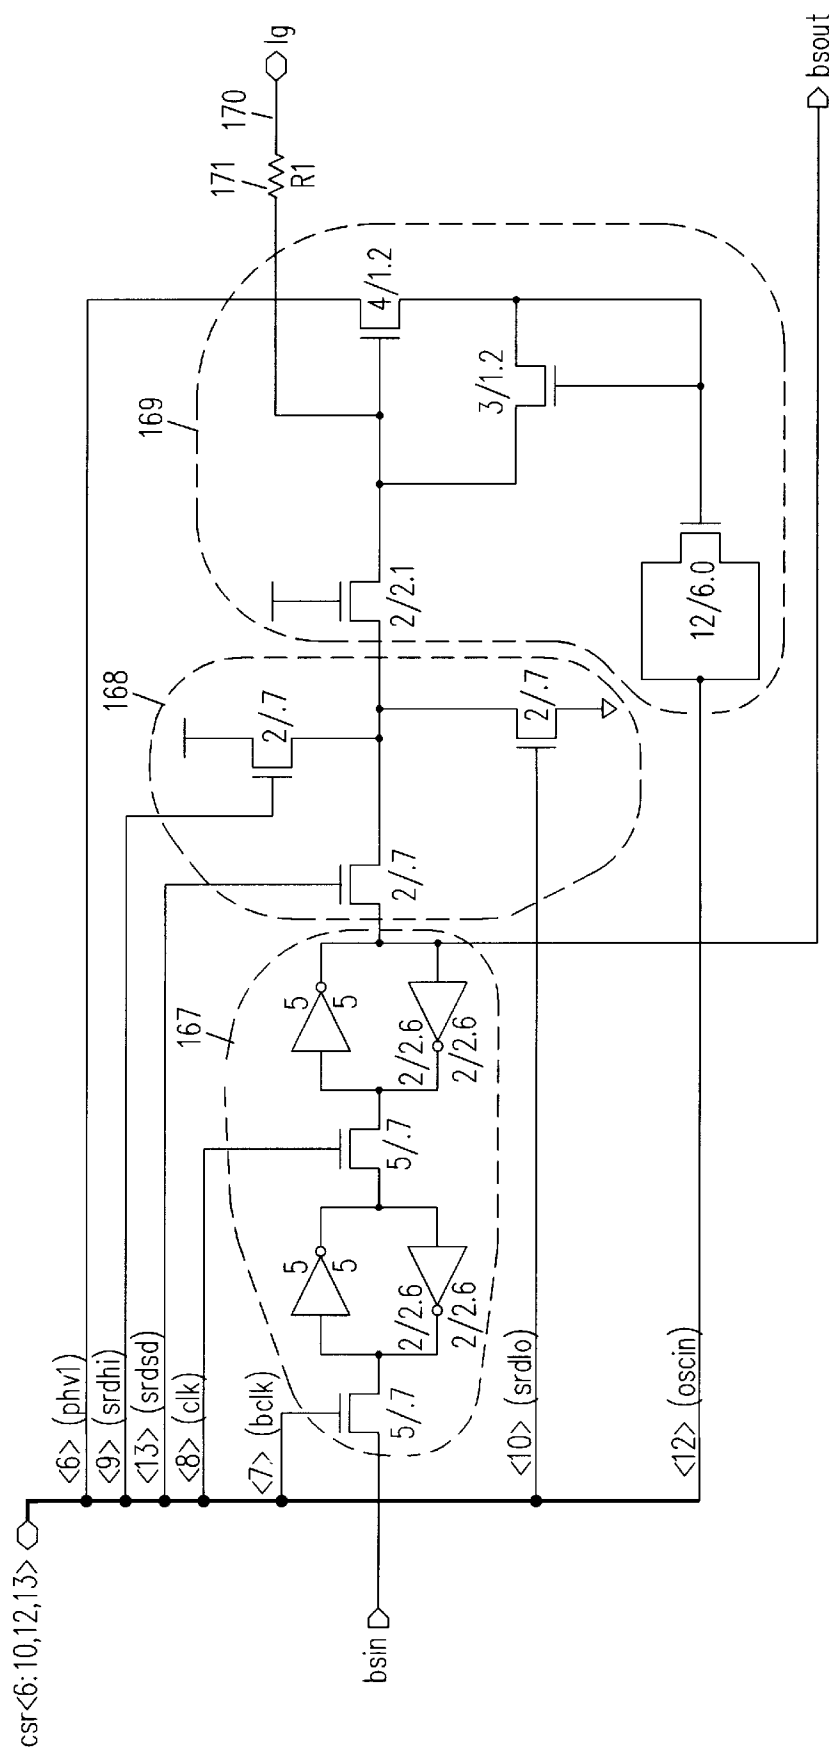 csr<6:10,12,13>
<6> (phv1)
<9> (srdhi)
<13> (srdsd)
<8> (clk)
<7> (bclk)
<10> (srdlo)
<12> (oscin)
bsin
5/.7
5
5
2/2.6
2/2.6
5/.7
5
5
2/2.6
2/2.6
167
168
2/.7
2/.7
2/.7
169
2/2.1
3/1.2
4/1.2
12/6.0
171
R1
170
lg
bsout